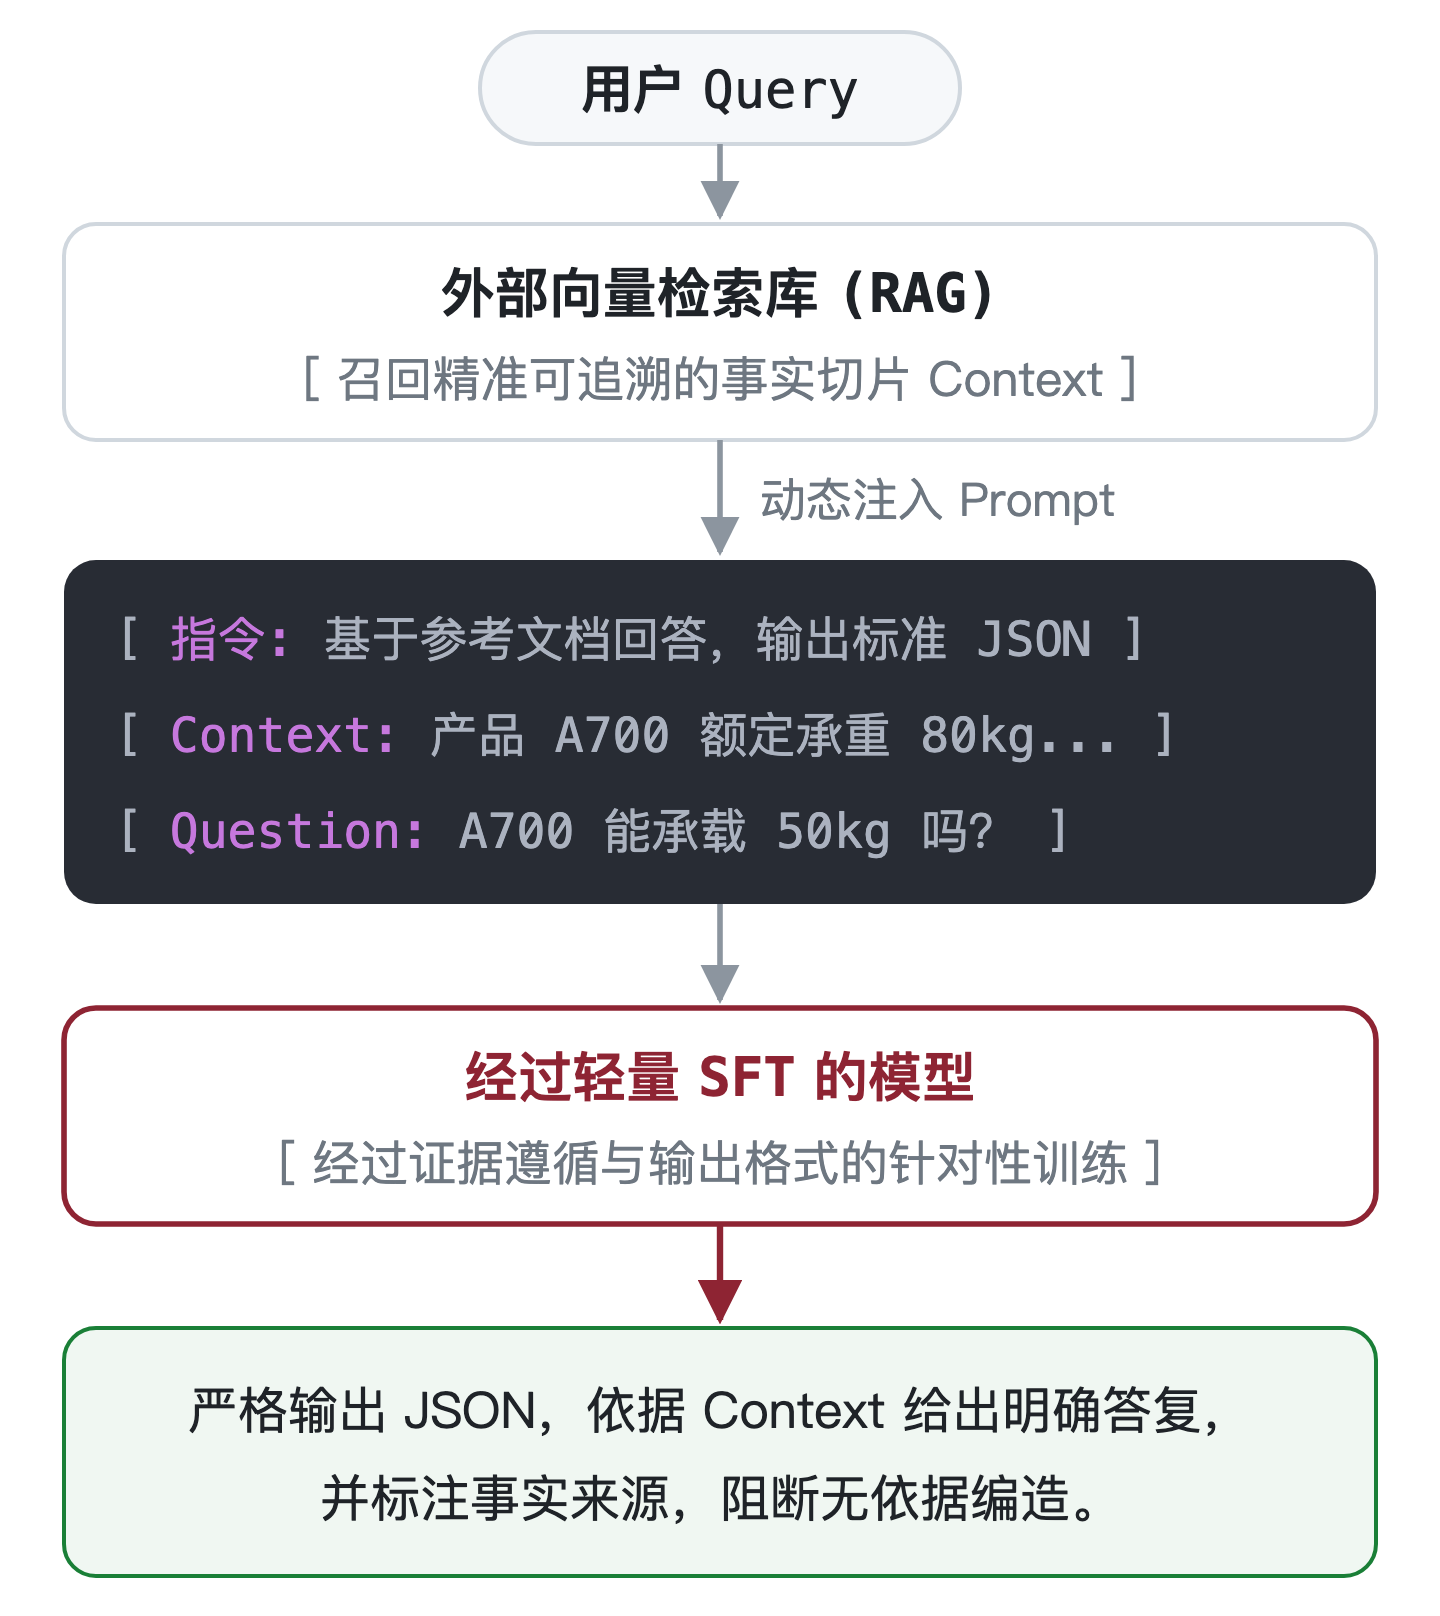 用户 Query
外部向量检索库 (RAG)
[ 召回精准可追溯的事实切片 Context ]
动态注入 Prompt
[ 指令: 基于参考文档回答，输出标准 JSON ]
[ Context: 产品 A700 额定承重 80kg... ]
[ Question: A700 能承载 50kg 吗？ ]
经过轻量 SFT 的模型
[ 经过证据遵循与输出格式的针对性训练 ]
严格输出 JSON，依据 Context 给出明确答复，
并标注事实来源，阻断无依据编造。